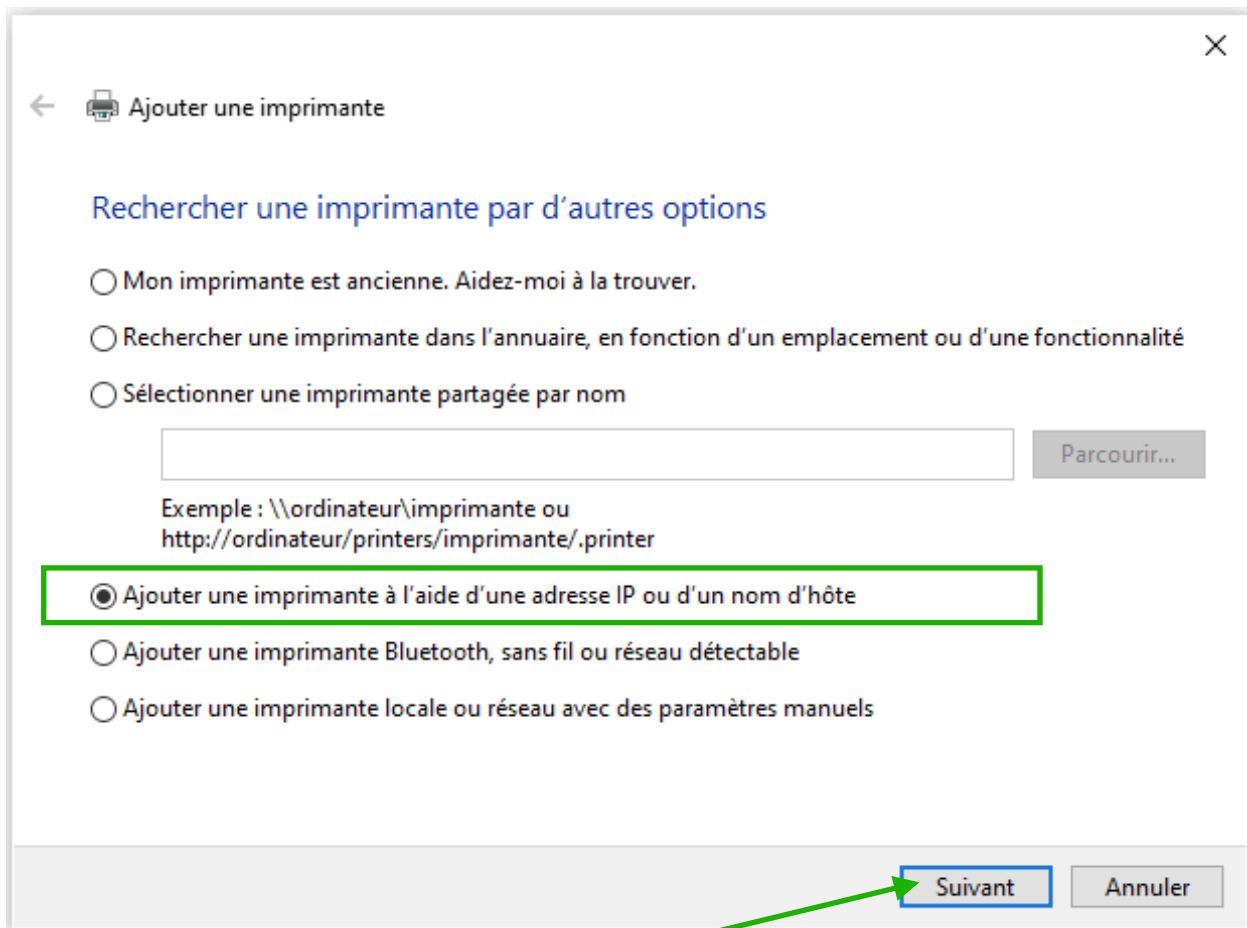 Ajouter une imprimante
Rechercher une imprimante par d'autres options
Mon imprimante est ancienne. Aidez-moi à la trouver.
Rechercher une imprimante dans l'annuaire, en fonction d'un emplacement ou d'une fonctionnalité
Sélectionner une imprimante partagée par nom
Parcourir...
Exemple : \\ordinateur\imprimante ou
http://ordinateur/printers/imprimante/.printer
Ajouter une imprimante à l'aide d'une adresse IP ou d'un nom d'hôte
Ajouter une imprimante Bluetooth, sans fil ou réseau détectable
Ajouter une imprimante locale ou réseau avec des paramètres manuels
Suivant Annuler